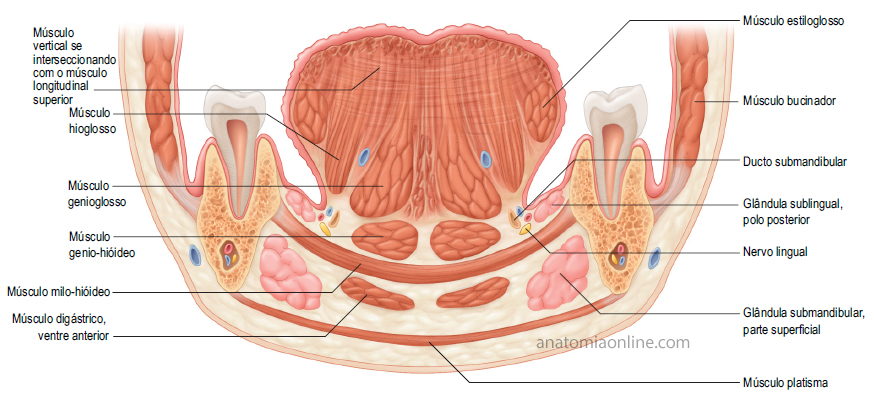 Músculo
vertical se
interseccionando
com o músculo
longitudinal
superior
Músculo
hioglosso
Músculo
genioglosso
Músculo
genio-hióideo
Músculo milo-hióideo
Músculo digástrico,
ventre anterior
Músculo estiloglosso
Músculo bucinador
Ducto submandibular
Glândula sublingual,
polo posterior
Nervo lingual
Glândula submandibular,
parte superficial
anatomiaonline.com
Músculo platisma